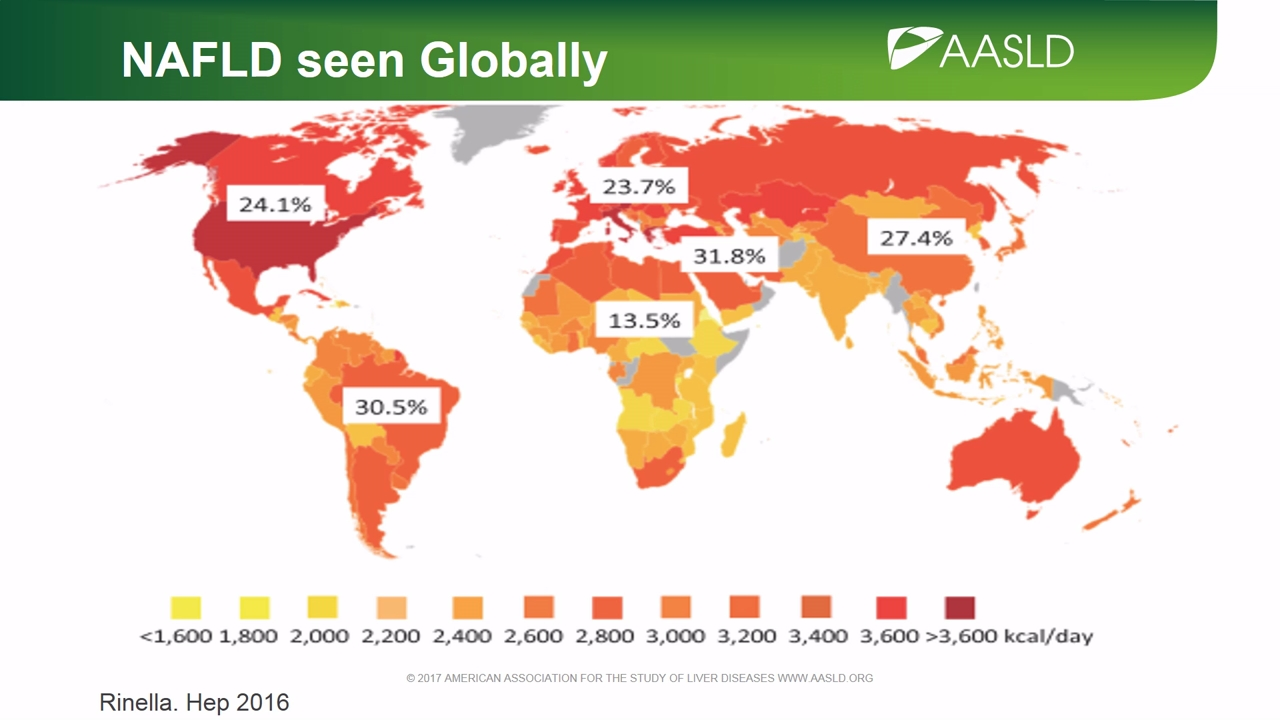 NAFLD seen Globally
AASLD
24.1%
23.7%
27.4%
31.8%
13.5%
30.5%
<1,600 1,800 2,000 2,200 2,400 2,600 2,800 3,000 3,200 3,400 3,600 >3,600 kcal/day
© 2017 AMERICAN ASSOCIATION FOR THE STUDY OF LIVER DISEASES WWW.AASLD.ORG
Rinella. Hep 2016